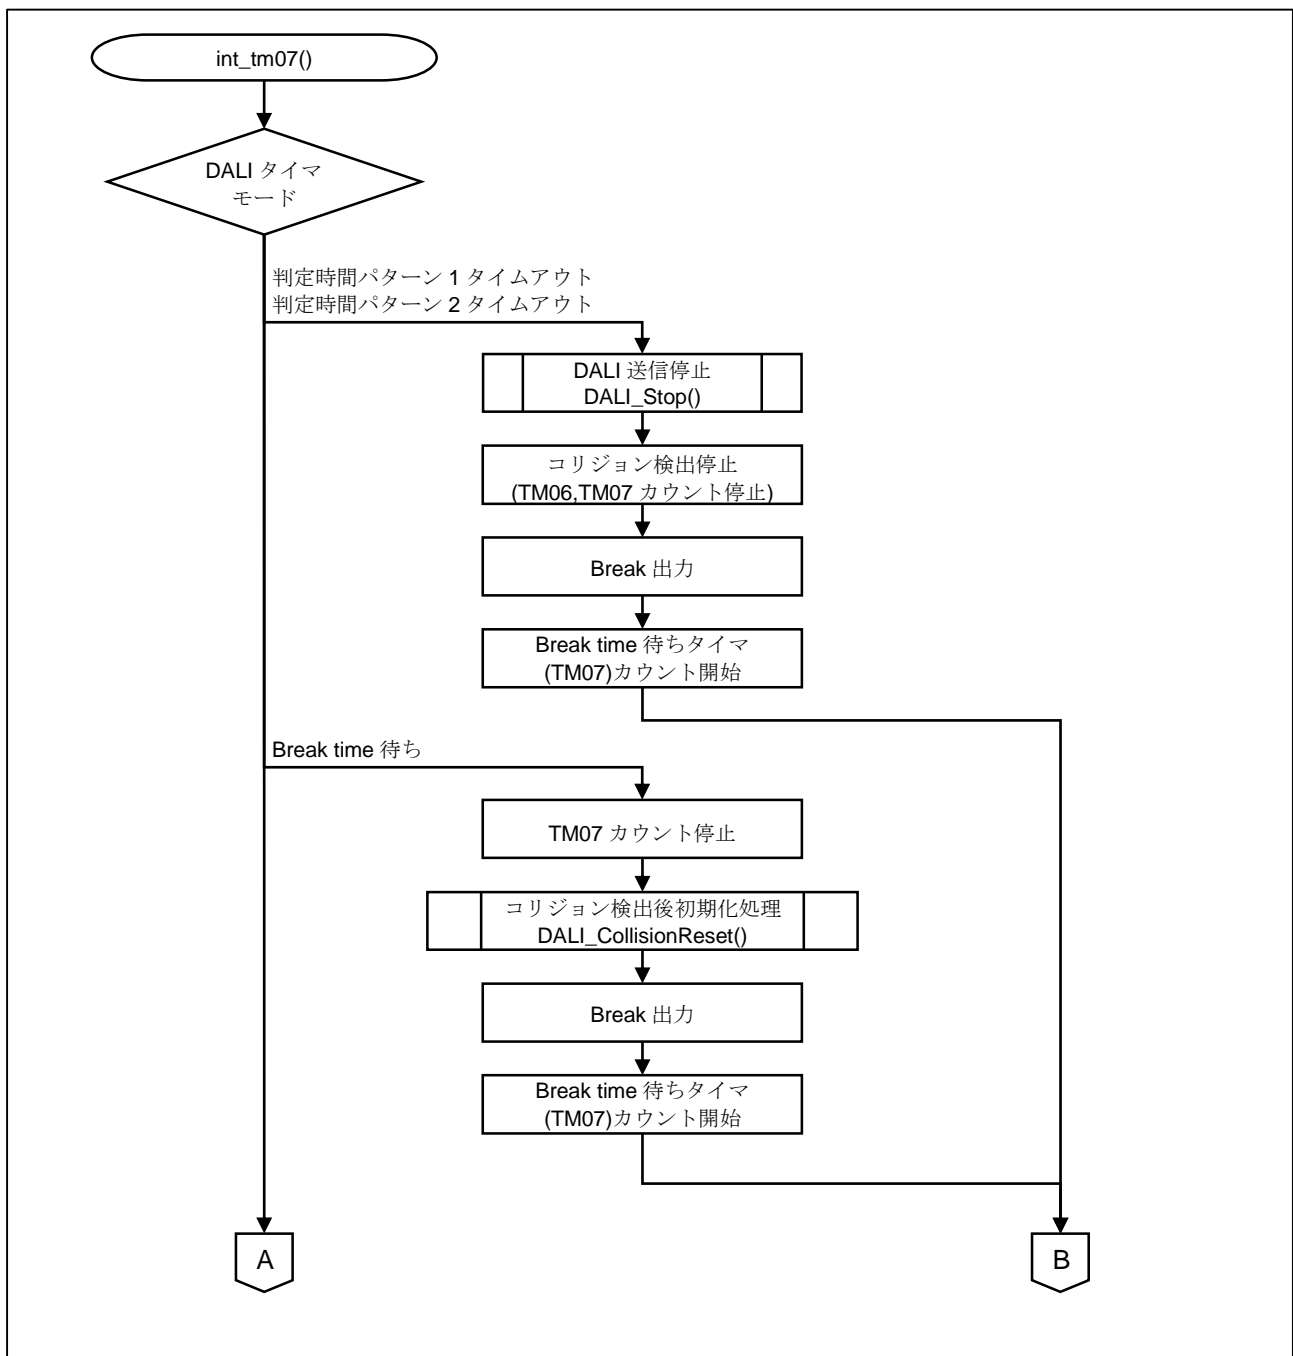 int_tm07()
DALI タイマ
モード
判定時間パターン 1 タイムアウト
判定時間パターン 2 タイムアウト
DALI 送信停止
DALI_Stop()
コリジョン検出停止
(TM06,TM07 カウント停止)
Break 出力
Break time 待ちタイマ
(TM07)カウント開始
Break time 待ち
TM07 カウント停止
コリジョン検出後初期化処理
DALI_CollisionReset()
Break 出力
Break time 待ちタイマ
(TM07)カウント開始
A
B